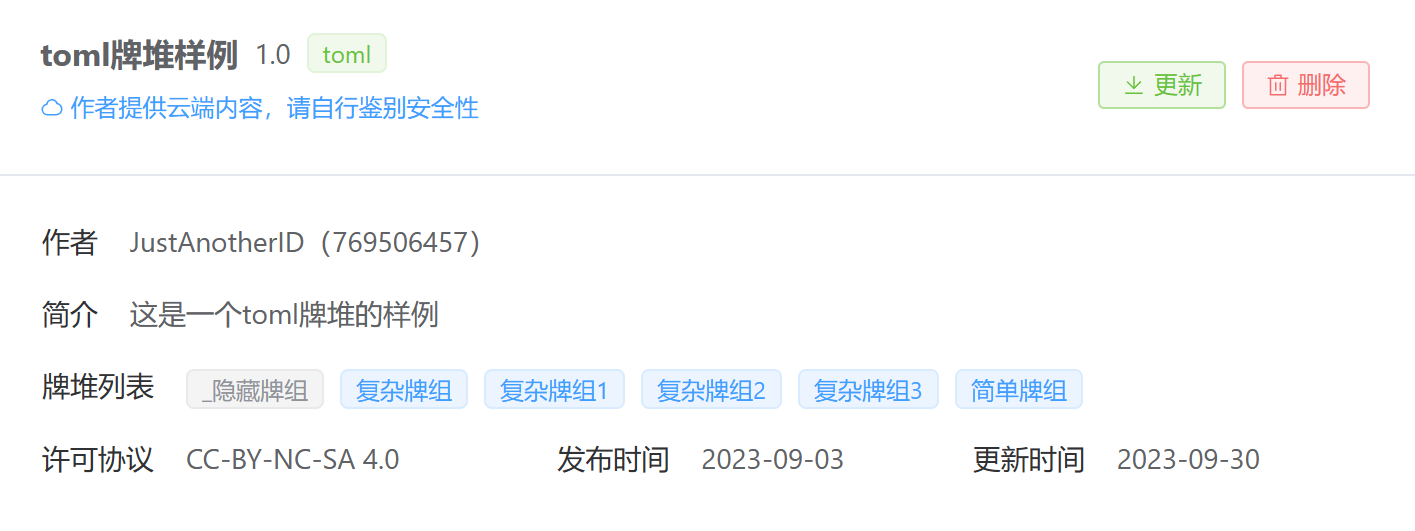 toml牌堆样例 1.0 toml
作者提供云端内容，请自行鉴别安全性
更新 删除
作者 JustAnotherID（769506457）
简介 这是一个toml牌堆的样例
牌堆列表 _隐藏牌组 复杂牌组 复杂牌组1 复杂牌组2 复杂牌组3 简单牌组
许可协议 CC-BY-NC-SA 4.0 发布时间 2023-09-03 更新时间 2023-09-30